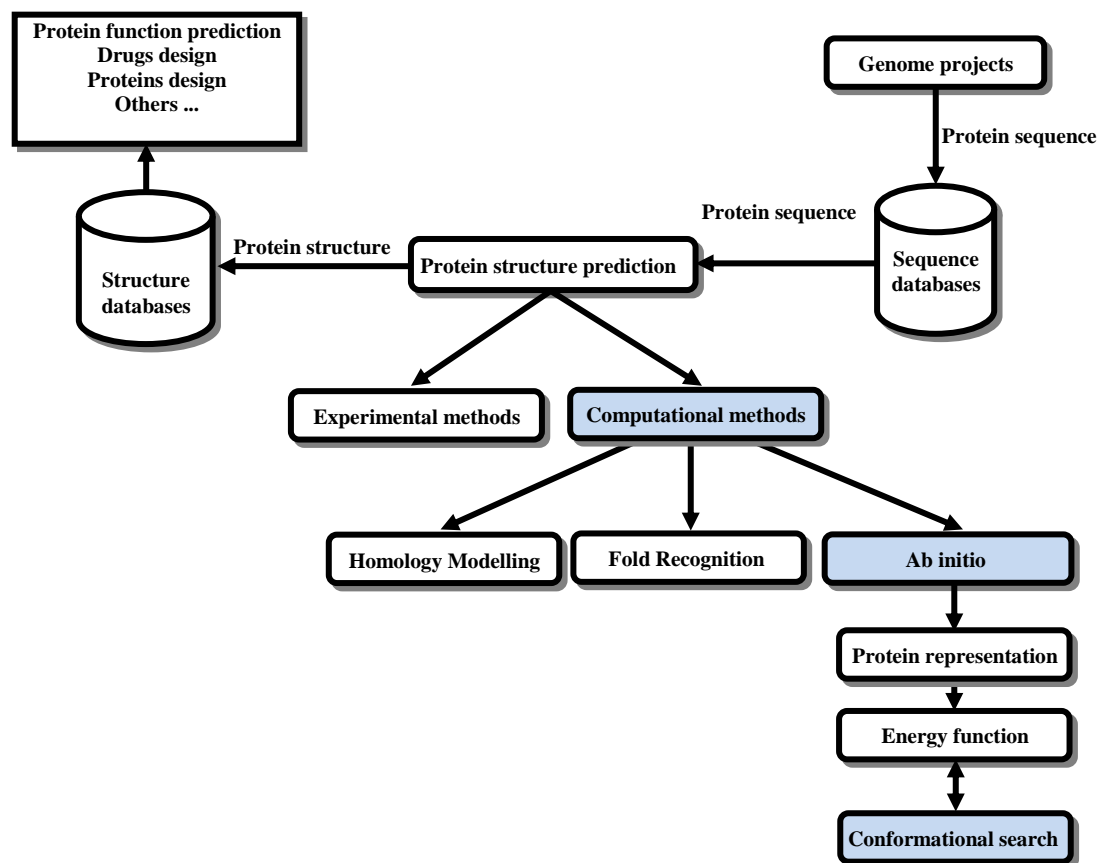 Protein function prediction
Drugs design
Proteins design
Others ...
Genome projects
Protein sequence
Protein sequence
Protein structure
Protein structure prediction
Structure
databases
Sequence
databases
Experimental methods
Computational methods
Homology Modelling
Fold Recognition
Ab initio
Protein representation
Energy function
Conformational search